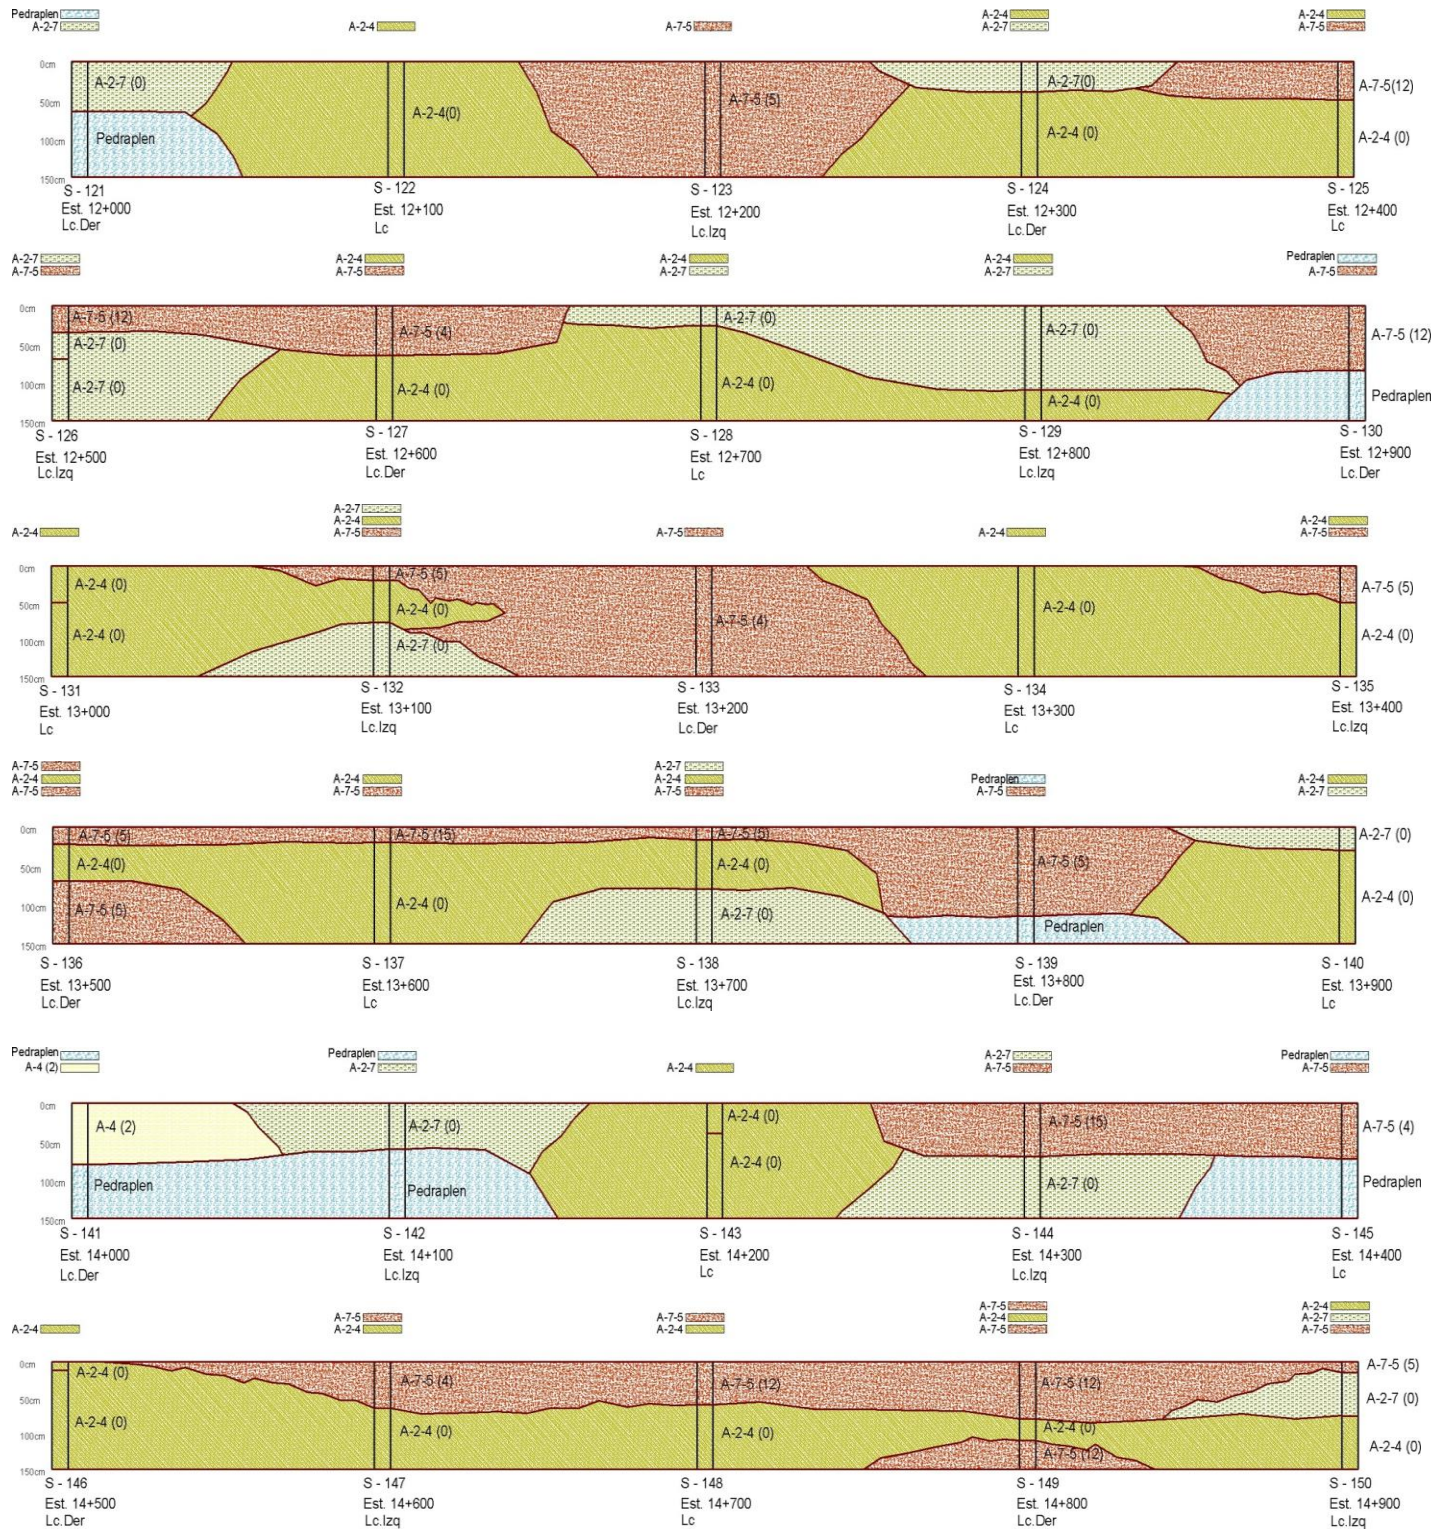 Pedraplen
A-2-7
A-2-4
A-7-5
A-2-4
A-2-7
A-2-4
A-7-5
0cm
50cm
100cm
150cm
A-2-7 (0)
Pedraplen
A-2-4(0)
A-7-5 (5)
A-2-7(0)
A-2-4 (0)
A-7-5(12)
A-2-4 (0)
S - 121
Est. 12+000
Lc.Der
S - 122
Est. 12+100
Lc
S - 123
Est. 12+200
Lc.Izq
S - 124
Est. 12+300
Lc.Der
S - 125
Est. 12+400
Lc
A-2-7
A-7-5
A-2-4
A-7-5
A-2-4
A-2-7
A-2-4
A-2-7
Pedraplen
A-7-5
0cm
50cm
100cm
150cm
A-7-5 (12)
A-2-7 (0)
A-2-7 (0)
A-7-5 (4)
A-2-4 (0)
A-2-7 (0)
A-2-4 (0)
A-2-7 (0)
A-2-4 (0)
A-7-5 (12)
Pedraplen
S - 126
Est. 12+500
Lc.Izq
S - 127
Est. 12+600
Lc.Der
S - 128
Est. 12+700
Lc
S - 129
Est. 12+800
Lc.Izq
S - 130
Est. 12+900
Lc.Der
A-2-4
A-2-7
A-2-4
A-7-5
A-7-5
A-2-4
A-2-4
A-7-5
0cm
50cm
100cm
150cm
A-2-4 (0)
A-2-4 (0)
A-7-5 (5)
A-2-4 (0)
A-2-7 (0)
A-7-5 (4)
A-2-4 (0)
A-7-5 (5)
A-2-4 (0)
S - 131
Est. 13+000
Lc
S - 132
Est. 13+100
Lc.Izq
S - 133
Est. 13+200
Lc.Der
S - 134
Est. 13+300
Lc
S - 135
Est. 13+400
Lc.Izq
A-7-5
A-2-4
A-7-5
A-2-4
A-7-5
A-2-7
A-2-4
A-7-5
Pedraplen
A-7-5
A-2-4
A-2-7
0cm
50cm
100cm
150cm
A-7-5 (5)
A-2-4(0)
A-7-5 (5)
A-7-5 (15)
A-2-4 (0)
A-7-5 (5)
A-2-4 (0)
A-2-7 (0)
A-7-5 (5)
Pedraplen
A-2-7 (0)
A-2-4 (0)
S - 136
Est. 13+500
Lc.Der
S - 137
Est. 13+600
Lc
S - 138
Est. 13+700
Lc.Izq
S - 139
Est. 13+800
Lc.Der
S - 140
Est. 13+900
Lc
Pedraplen
A-4 (2)
Pedraplen
A-2-7
A-2-4
A-2-7
A-7-5
Pedraplen
A-7-5
0cm
50cm
100cm
150cm
A-4 (2)
Pedraplen
A-2-7 (0)
Pedraplen
A-2-4 (0)
A-2-4 (0)
A-7-5 (15)
A-2-7 (0)
A-7-5 (4)
Pedraplen
S - 141
Est. 14+000
Lc.Der
S - 142
Est. 14+100
Lc.Izq
S - 143
Est. 14+200
Lc
S - 144
Est. 14+300
Lc.Izq
S - 145
Est. 14+400
Lc
A-2-4
A-7-5
A-2-4
A-7-5
A-2-4
A-7-5
A-2-4
A-7-5
A-2-4
A-2-7
A-7-5
0cm
50cm
100cm
150cm
A-2-4 (0)
A-2-4 (0)
A-7-5 (4)
A-2-4 (0)
A-7-5 (12)
A-2-4 (0)
A-7-5 (12)
A-2-4 (0)
A-7-5 (12)
A-7-5 (5)
A-2-7 (0)
A-2-4 (0)
S - 146
Est. 14+500
Lc.Der
S - 147
Est. 14+600
Lc.Izq
S - 148
Est. 14+700
Lc
S - 149
Est. 14+800
Lc.Der
S - 150
Est. 14+900
Lc.Izq